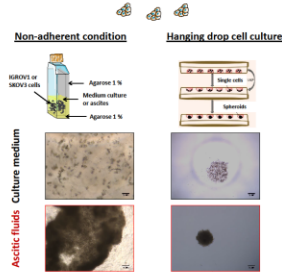 Non-adherent condition
Hanging drop cell culture
IGROV1 or
SKOV3 cells
Agarose 1 %
Medium culture
or ascites
Agarose 1 %
Single cells
Spheroids
Culture medium
Ascitic fluids